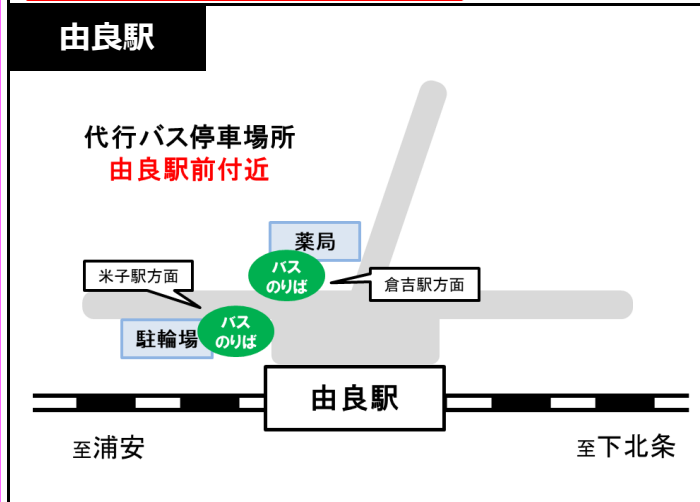 由良駅
代行バス停車場所
由良駅前付近
薬局
バス
のりば
米子駅方面
倉吉駅方面
バス
のりば
駐輪場
由良駅
至浦安
至下北条